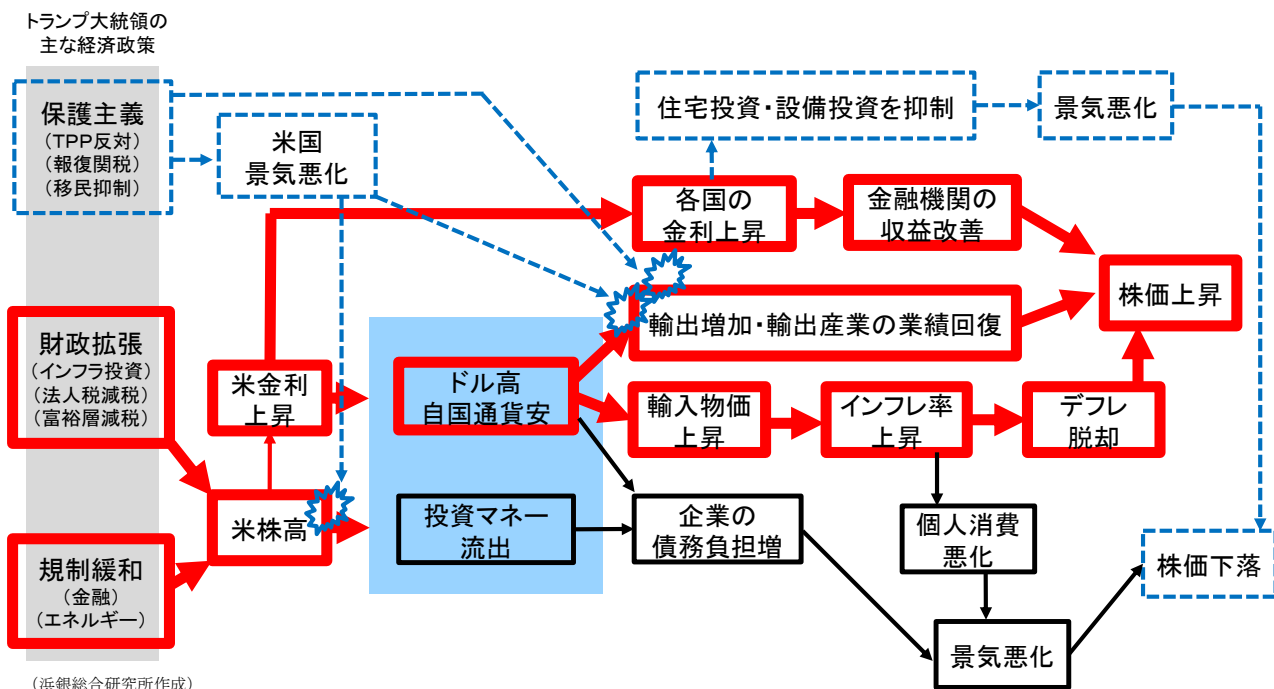 トランプ大統領の
主な経済政策
保護主義
(TPP反対)
(報復関税)
(移民抑制)
米国
景気悪化
住宅投資・設備投資を抑制
景気悪化
各国の
金利上昇
金融機関の
収益改善
株価上昇
輸出増加・輸出産業の業績回復
財政拡張
(インフラ投資)
(法人税減税)
(富裕層減税)
米金利
上昇
ドル高
自国通貨安
輸入物価
上昇
インフレ率
上昇
デフレ
脱却
米株高
投資マネー
流出
企業の
債務負担増
個人消費
悪化
株価下落
規制緩和
(金融)
(エネルギー)
景気悪化
(浜銀総合研究所作成)